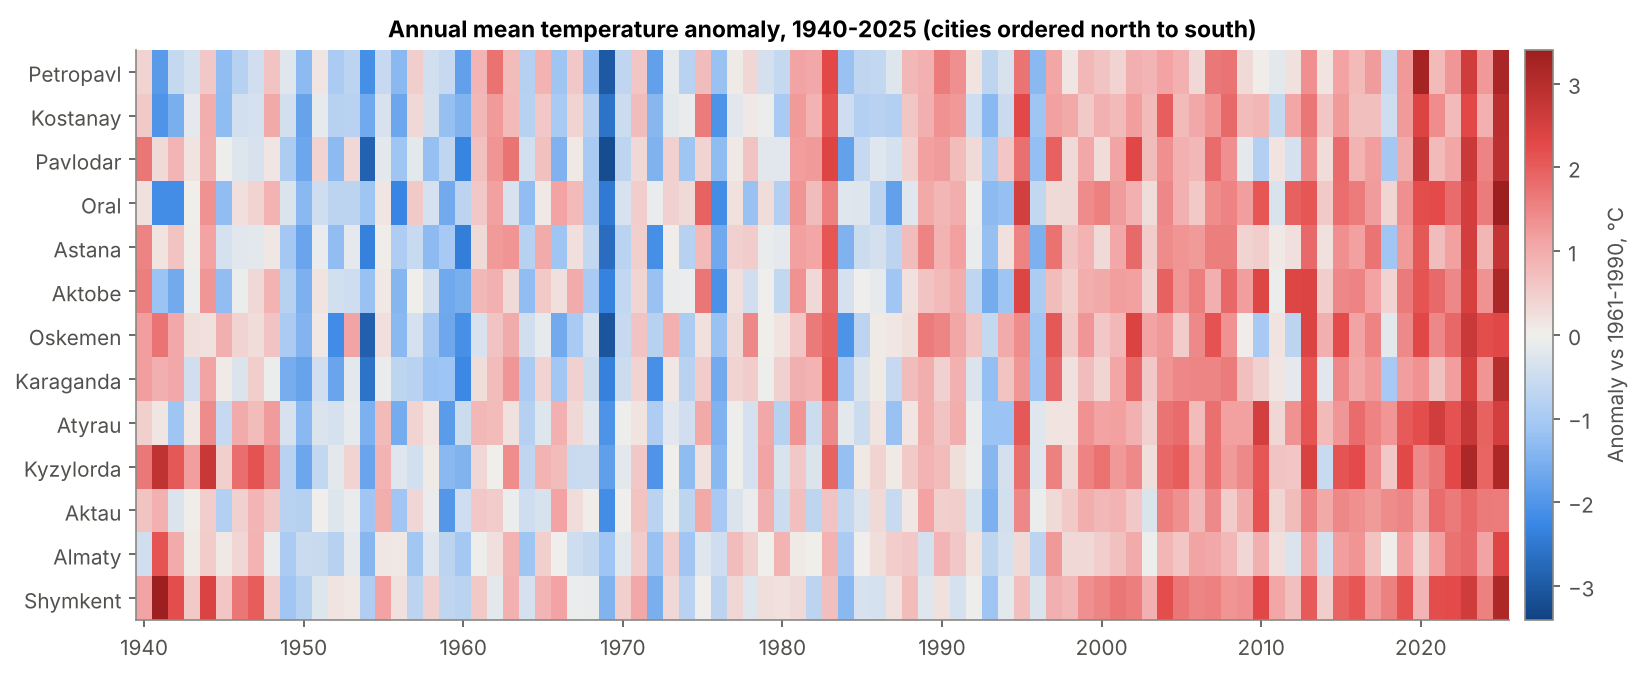 Annual mean temperature anomaly, 1940-2025 (cities ordered north to south)
Petropavl
Kostanay
Pavlodar
Oral
Astana
Aktobe
Oskemen
Karaganda
Atyrau
Kyzylorda
Aktau
Almaty
Shymkent
1940 1950 1960 1970 1980 1990 2000 2010 2020
3
2
1
0
−1
−2
−3
Anomaly vs 1961-1990, °C